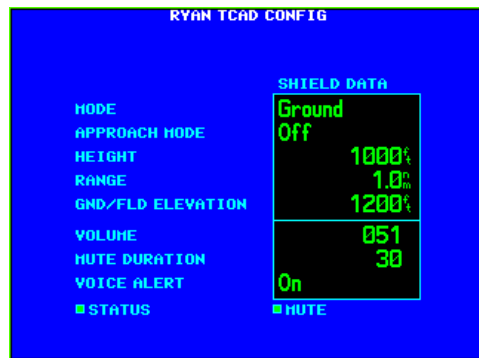 RYAN TCAD CONFIG
SHIELD DATA
MODE Ground
APPROACH MODE Off
HEIGHT 1000ft
RANGE 1.0nm
GND/FLD ELEVATION 1200ft
VOLUME 051
MUTE DURATION 30
VOICE ALERT On
STATUS MUTE